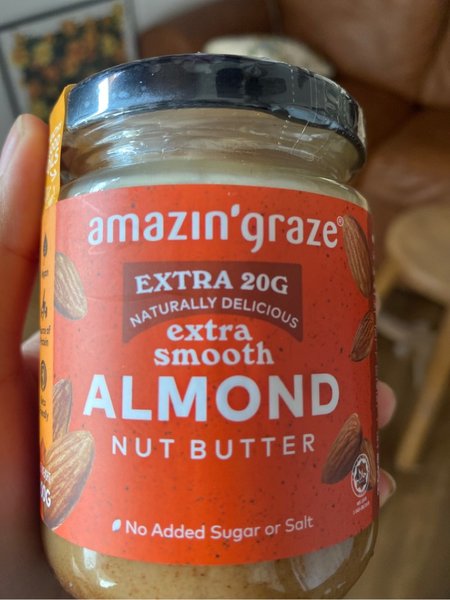 amazin'graze®
EXTRA 20G
NATURALLY DELICIOUS
extra
smooth
ALMOND
NUT BUTTER
No Added Sugar or Salt